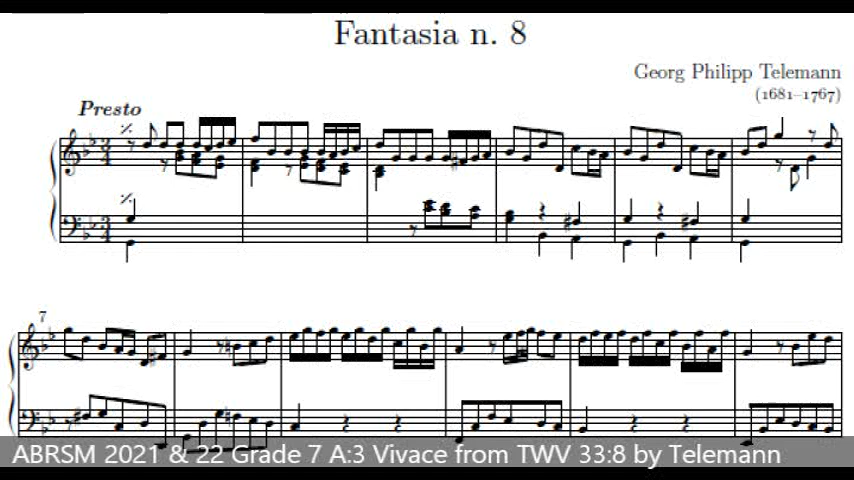 Fantasia n. 8
Georg Philipp Telemann
(1681–1767)
Presto
7
ABRSM 2021 & 22 Grade 7 A:3 Vivace from TWV 33:8 by Telemann